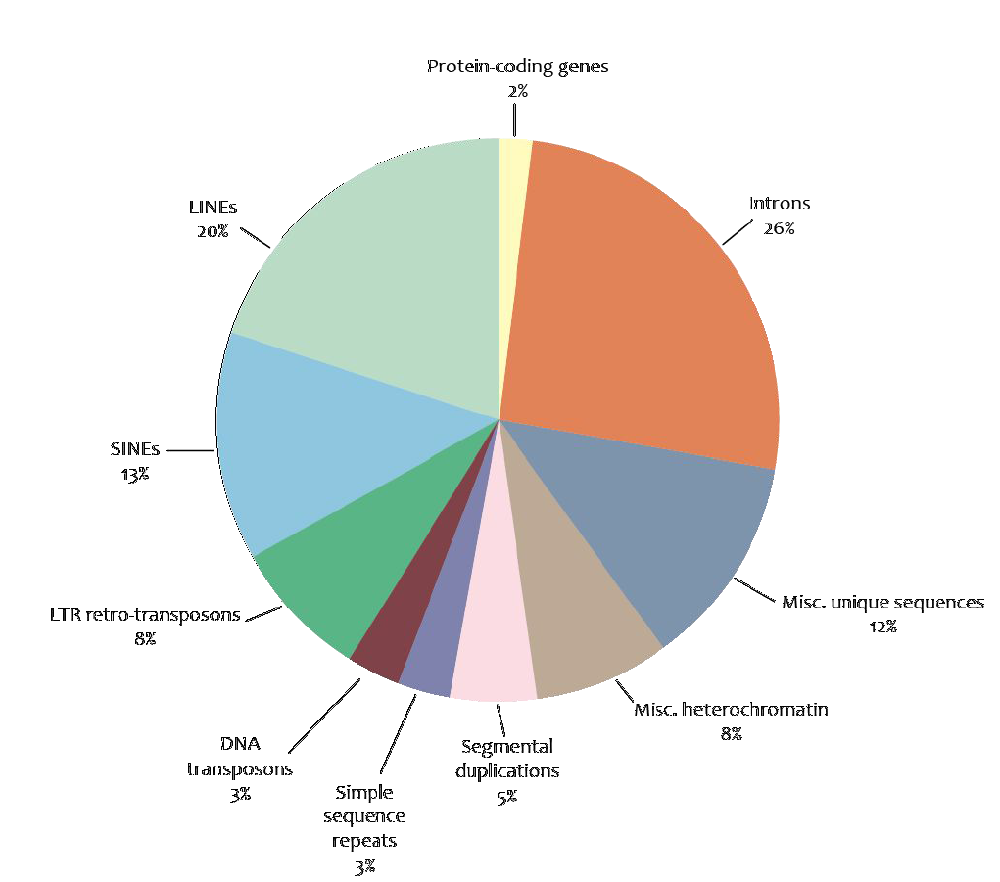 Protein-coding genes
2%
Introns
26%
Misc. unique sequences
12%
Misc. heterochromatin
8%
Segmental
duplications
5%
Simple
sequence
repeats
3%
DNA
transposons
3%
LTR retro-transposons
8%
SINEs
13%
LINEs
20%